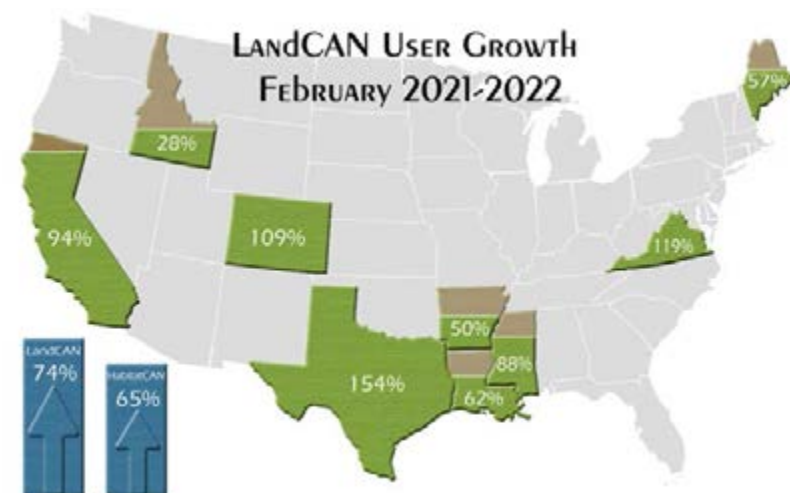 LandCAN User Growth
February 2021-2022
57%
28%
94%
109%
119%
50%
88%
154%
62%
LandCAN
74%
HabitatCAN
65%